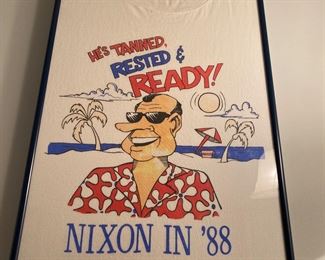 HE'S TANNED,
RESTED &
READY!
NIXON IN '88